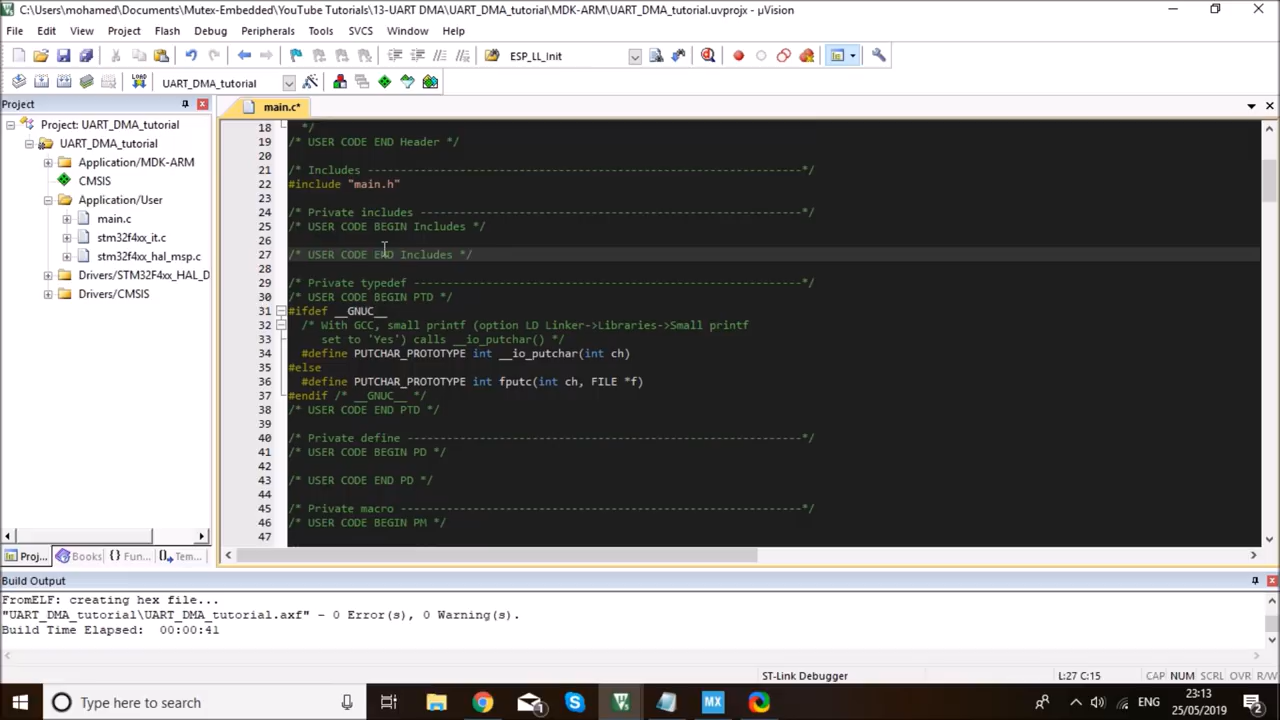 C:\Users\mohamed\Documents\Mutex-Embedded\YouTube Tutorials\13-UART DMA\UART_DMA_tutorial\MDK-ARM\UART_DMA_tutorial.uvprojx - µVision
File Edit View Project Flash Debug Peripherals Tools SVCS Window Help
ESP_LL_Init
LOAD UART_DMA_tutorial
Project
main.c*
Project: UART_DMA_tutorial
UART_DMA_tutorial
Application/MDK-ARM
CMSIS
Application/User
main.c
stm32f4xx_it.c
stm32f4xx_hal_msp.c
Drivers/STM32F4xx_HAL_D
Drivers/CMSIS
Proj... Books {} Fun... Tem...
18 */
19 /* USER CODE END Header */
20
21 /* Includes ------------------------------------------------------------------*/
22 #include "main.h"
23
24 /* Private includes ----------------------------------------------------------*/
25 /* USER CODE BEGIN Includes */
26
27 /* USER CODE END Includes */
28
29 /* Private typedef -----------------------------------------------------------*/
30 /* USER CODE BEGIN PTD */
31 #ifdef __GNUC__
32 /* With GCC, small printf (option LD Linker->Libraries->Small printf
33 set to 'Yes') calls __io_putchar() */
34 #define PUTCHAR_PROTOTYPE int __io_putchar(int ch)
35 #else
36 #define PUTCHAR_PROTOTYPE int fputc(int ch, FILE *f)
37 #endif /* __GNUC__ */
38 /* USER CODE END PTD */
39
40 /* Private define ------------------------------------------------------------*/
41 /* USER CODE BEGIN PD */
42
43 /* USER CODE END PD */
44
45 /* Private macro -------------------------------------------------------------*/
46 /* USER CODE BEGIN PM */
47
Build Output
FromELF: creating hex file...
"UART_DMA_tutorial\UART_DMA_tutorial.axf" - 0 Error(s), 0 Warning(s).
Build Time Elapsed:  00:00:41
ST-Link Debugger L:27 C:15 CAP NUM SCRL OVR R/W
Type here to search
MX
ENG
23:13
25/05/2019
1
2